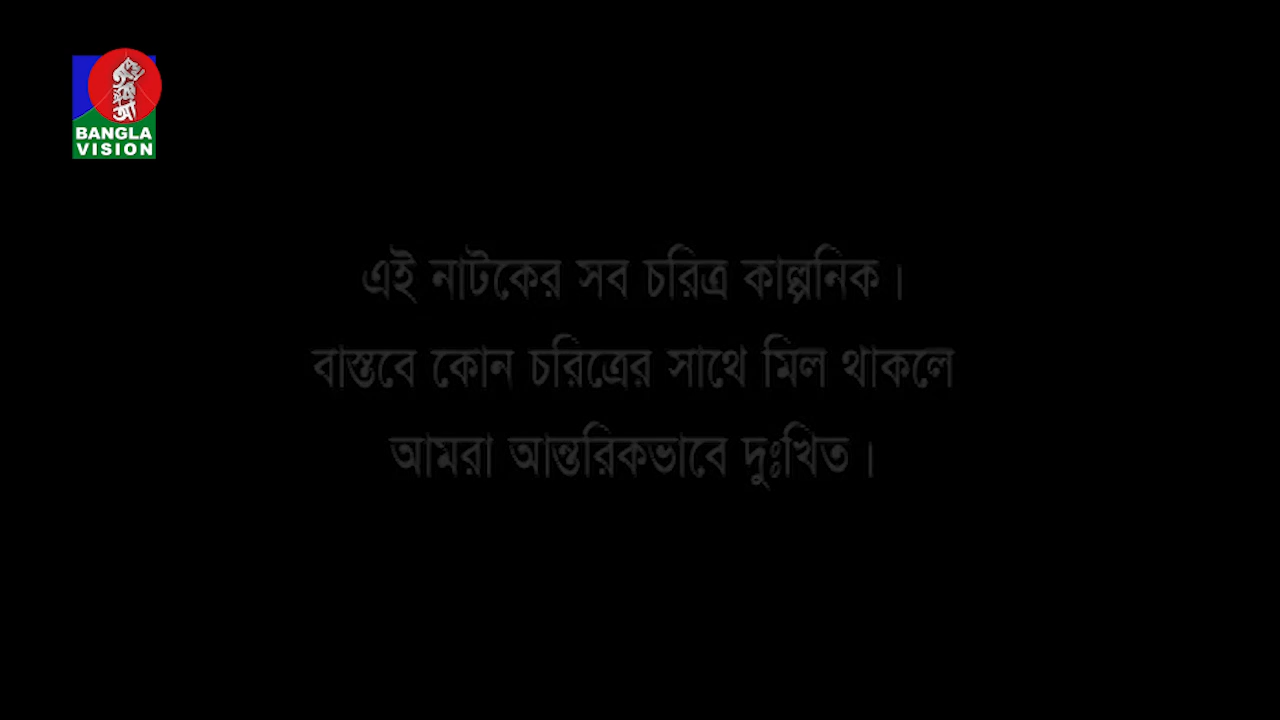 BANGLA
VISION
এই নাটকের সব চরিত্র কাল্পনিক।
বাস্তবে কোন চরিত্রের সাথে মিল থাকলে
আমরা আন্তরিকভাবে দুঃখিত।